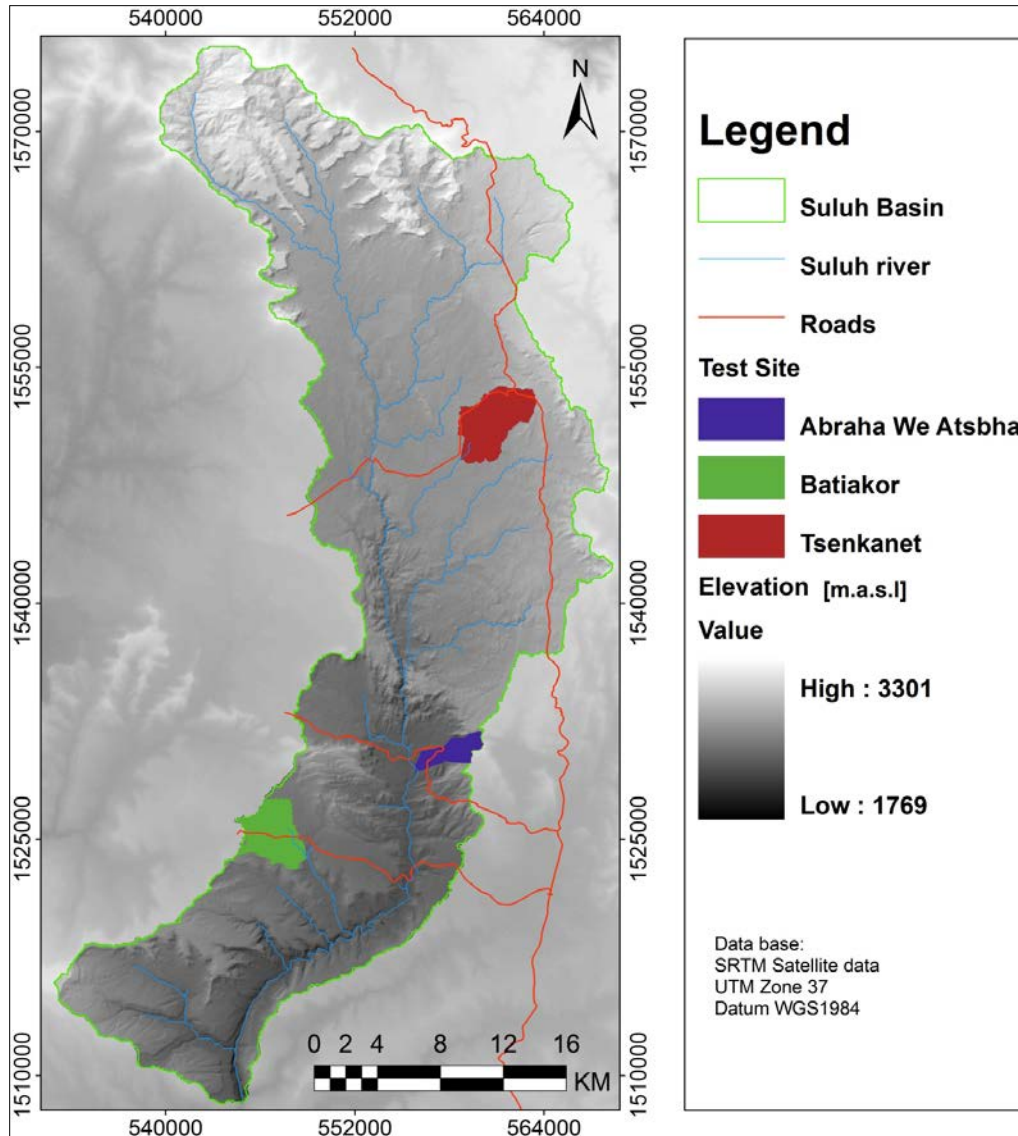 540000 552000 564000
N
1570000
1570000
1555000
1555000
1540000
1540000
1525000
1525000
1510000
1510000
0 2 4 8 12 16
KM
540000 552000 564000
Legend
Suluh Basin
Suluh river
Roads
Test Site
Abraha We Atsbha
Batiakor
Tsenkanet
Elevation [m.a.s.l]
Value
High : 3301
Low : 1769
Data base:
SRTM Satellite data
UTM Zone 37
Datum WGS1984